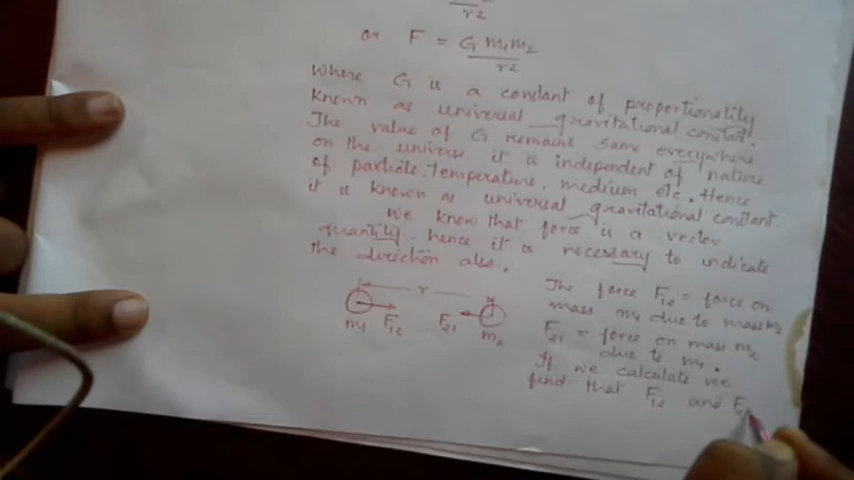 r2
or F = G m1m2
r2
Where G is a constant of proportionality
known as universal gravitational constant.
The value of G remains same everywhere
on the universe it is independent of nature
of particle, Temperature, medium etc. Hence
it is known as universal gravitational constant
We know that force is a vector
quantity, hence it is necessary to indicate
the direction also.
r
m1 F12 F21 m2
The force F12 = force on
mass m1 due to mass m2
F21 = force on mass m2
due to m1.
If we calculate we
find that F12 and F